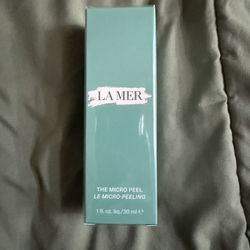 LA MER
THE MICRO PEEL
LE MICRO-PEELING
1 fl. oz. liq./30 ml ℮